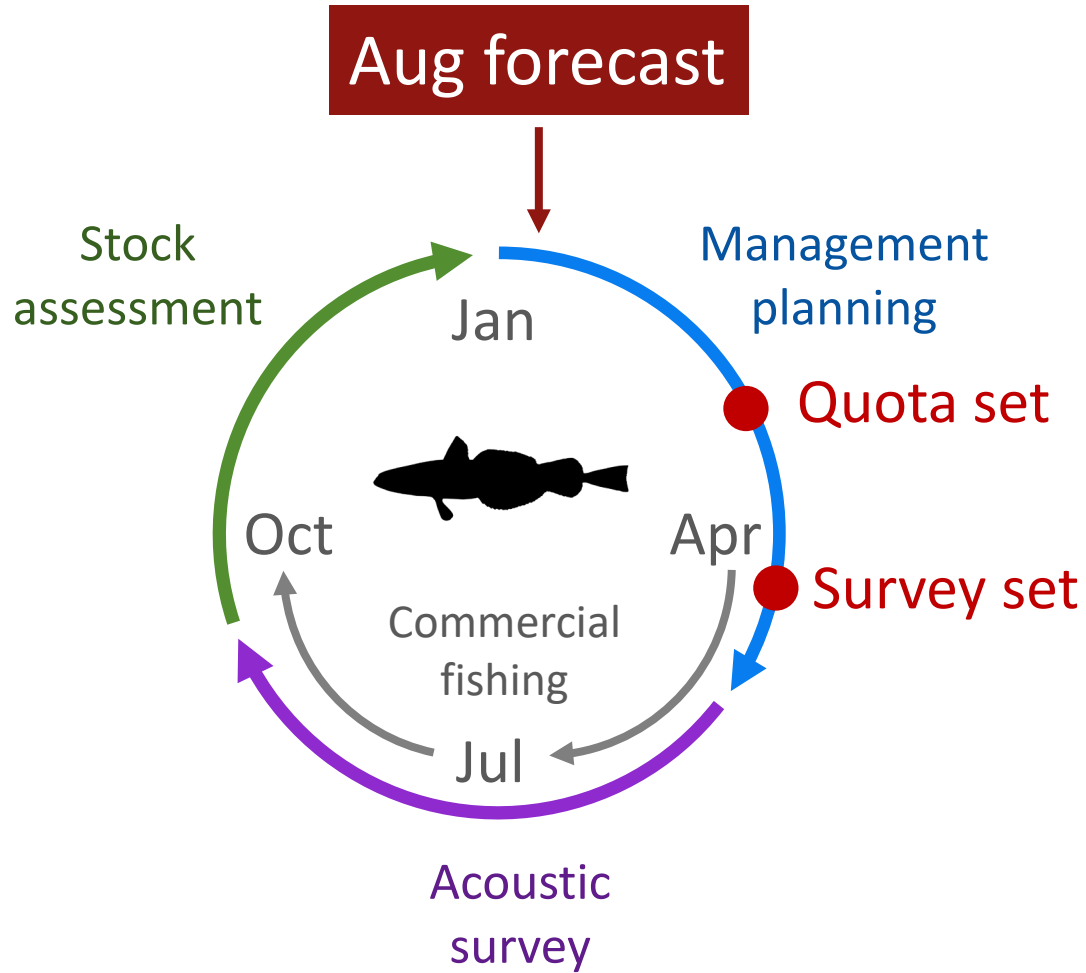 Aug forecast
Stock
assessment
Management
planning
Jan
Quota set
Oct
Apr
Survey set
Commercial
fishing
Jul
Acoustic
survey